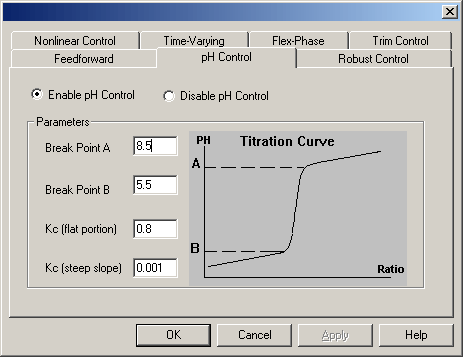 Nonlinear Control Time-Varying Flex-Phase Trim Control
Feedforward pH Control Robust Control
Enable pH Control Disable pH Control
Parameters
Break Point A 8.5
Break Point B 5.5
Kc (flat portion) 0.8
Kc (steep slope) 0.001
PH Titration Curve
A
B
Ratio
OK Cancel Apply Help